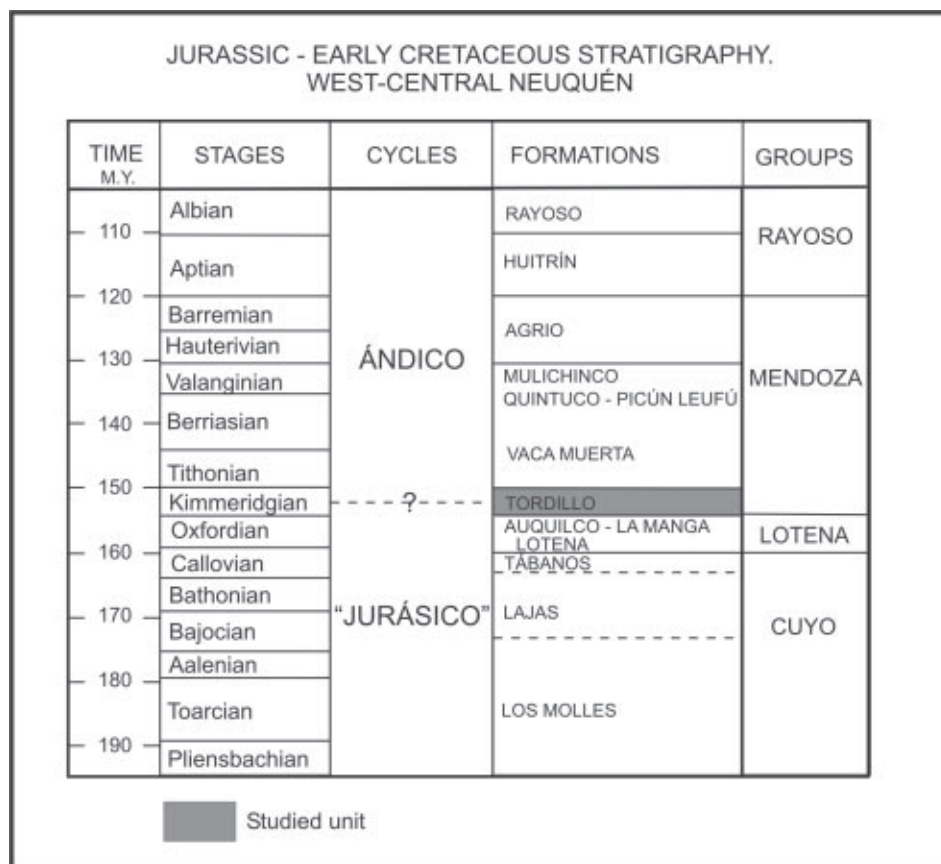 JURASSIC - EARLY CRETACEOUS STRATIGRAPHY.
WEST-CENTRAL NEUQUÉN
TIME
M.Y.
STAGES
CYCLES
FORMATIONS
GROUPS
110
120
130
140
150
160
170
180
190
Albian
Aptian
Barremian
Hauterivian
Valanginian
Berriasian
Tithonian
Kimmeridgian
Oxfordian
Callovian
Bathonian
Bajocian
Aalenian
Toarcian
Pliensbachian
ÁNDICO
?
"JURÁSICO"
RAYOSO
HUITRÍN
AGRIO
MULICHINCO
QUINTUCO - PICÚN LEUFÚ
VACA MUERTA
TORDILLO
AUQUILCO - LA MANGA
LOTENA
TÁBANOS
LAJAS
LOS MOLLES
RAYOSO
MENDOZA
LOTENA
CUYO
Studied unit